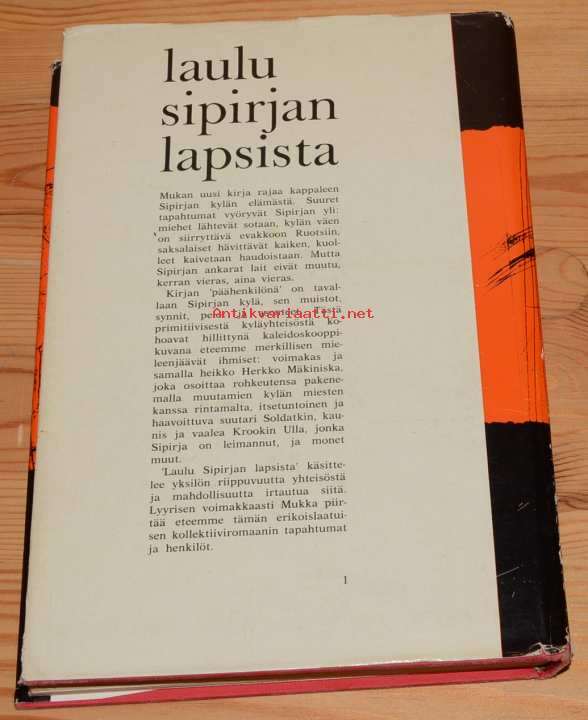 laulu
sipirjan
lapsista
Mukan uusi kirja rajaa kappaleen
Sipirjan kylän elämästä. Suuret
tapahtumat vyöryvät Sipirjan yli:
miehet lähtevät sotaan, kylän väen
on siirryttävä evakkoon Ruotsiin,
saksalaiset hävittävät kaiken, kuol-
leet kaivetaan haudoistaan. Mutta
Sipirjan ankarat lait eivät muutu,
kerran vieras, aina vieras.
Kirjan 'päähenkilönä' on taval-
laan Sipirjan kylä, sen muistot,
synnit, ja Tästä
Antikvariaatti.net
primitiivisestä kyläyhteisöstä ko-
hoavat hillittynä kaleidoskooppi-
kuvana eteemme merkillisen mie-
leenjäävät ihmiset: voimakas ja
samalla heikko Herkko Mäkiniska,
joka osoittaa rohkeutensa pakene-
malla muutamien kylän miesten
kanssa rintamalta, itsetuntoinen ja
haavoittuva suutari Soldatkin, kau-
nis ja vaalea Krookin Ulla, jonka
Sipirja on leimannut, ja monet
muut.
'Laulu Sipirjan lapsista' käsitte-
lee yksilön riippuvuutta yhteisöstä
ja mahdollisuutta irtautua siitä.
Lyyrisen voimakkaasti Mukka piir-
tää eteemme tämän erikoislaatui-
sen kollektiiviromaanin tapahtumat
ja henkilöt.
1